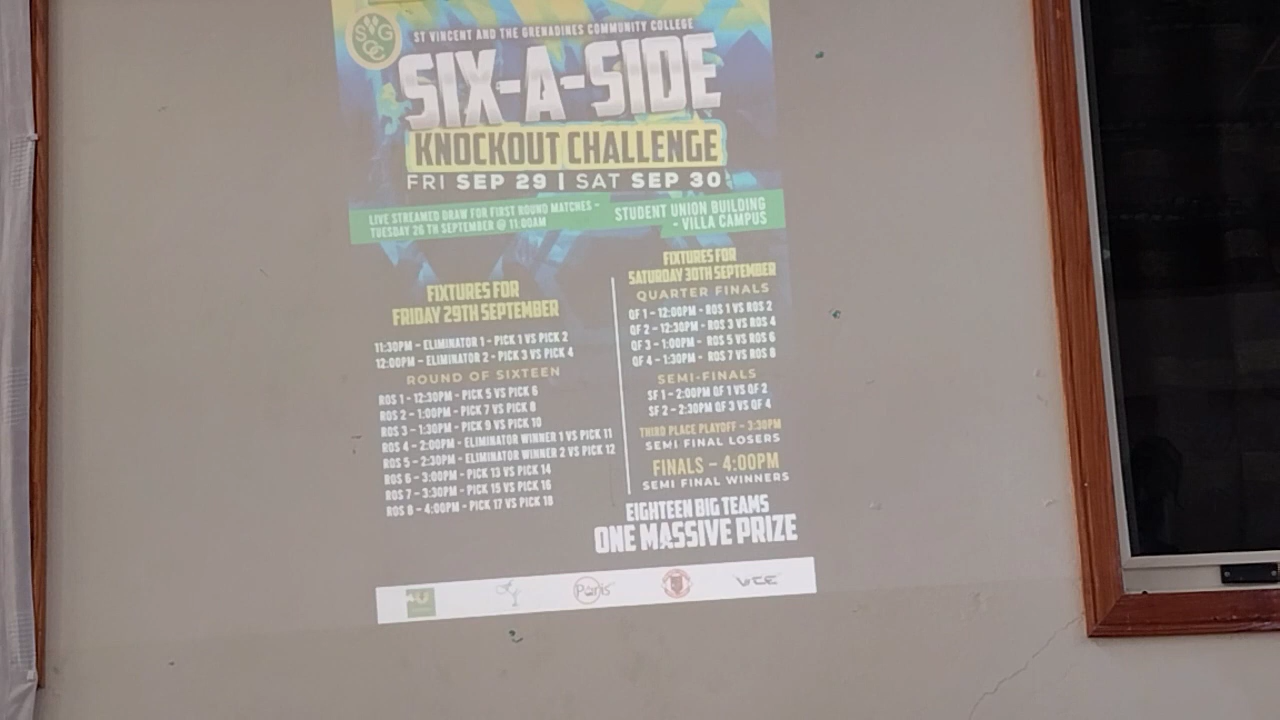 SVGCC
ST VINCENT AND THE GRENADINES COMMUNITY COLLEGE
SIX-A-SIDE
KNOCKOUT CHALLENGE
FRI SEP 29 | SAT SEP 30
LIVE STREAMED DRAW FOR FIRST ROUND MATCHES -
TUESDAY 26 TH SEPTEMBER @ 11:00AM
STUDENT UNION BUILDING
- VILLA CAMPUS
FIXTURES FOR
FRIDAY 29TH SEPTEMBER
11:30PM - ELIMINATOR 1 - PICK 1 VS PICK 2
12:00PM - ELIMINATOR 2 - PICK 3 VS PICK 4
ROUND OF SIXTEEN
ROS 1 - 12:30PM - PICK 5 VS PICK 6
ROS 2 - 1:00PM - PICK 7 VS PICK 8
ROS 3 - 1:30PM - PICK 9 VS PICK 10
ROS 4 - 2:00PM - ELIMINATOR WINNER 1 VS PICK 11
ROS 5 - 2:30PM - ELIMINATOR WINNER 2 VS PICK 12
ROS 6 - 3:00PM - PICK 13 VS PICK 14
ROS 7 - 3:30PM - PICK 15 VS PICK 16
ROS 8 - 4:00PM - PICK 17 VS PICK 18
FIXTURES FOR
SATURDAY 30TH SEPTEMBER
QUARTER FINALS
QF 1 - 12:00PM - ROS 1 VS ROS 2
QF 2 - 12:30PM - ROS 3 VS ROS 4
QF 3 - 1:00PM - ROS 5 VS ROS 6
QF 4 - 1:30PM - ROS 7 VS ROS 8
SEMI-FINALS
SF 1 - 2:00PM QF 1 VS QF 2
SF 2 - 2:30PM QF 3 VS QF 4
THIRD PLACE PLAYOFF - 3:30PM
SEMI FINAL LOSERS
FINALS - 4:00PM
SEMI FINAL WINNERS
EIGHTEEN BIG TEAMS
ONE MASSIVE PRIZE
Paris